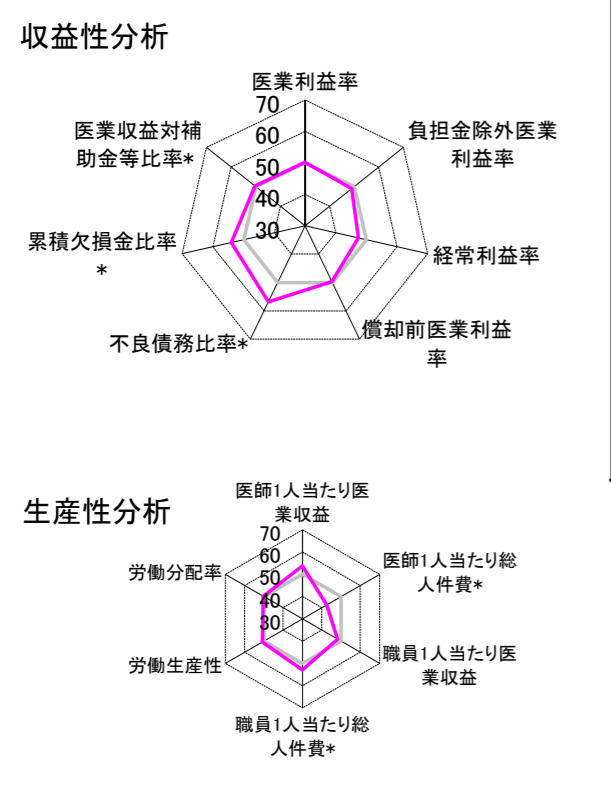 収益性分析
医業利益率
70
60
50
40
30
負担金除外医業
利益率
経常利益率
償却前医業利益
率
不良債務比率*
累積欠損金比率
*
医業収益対補
助金等比率*
生産性分析
医師1人当たり医
業収益
70
60
50
40
30
医師1人当たり総
人件費*
職員1人当たり医
業収益
職員1人当たり総
人件費*
労働生産性
労働分配率